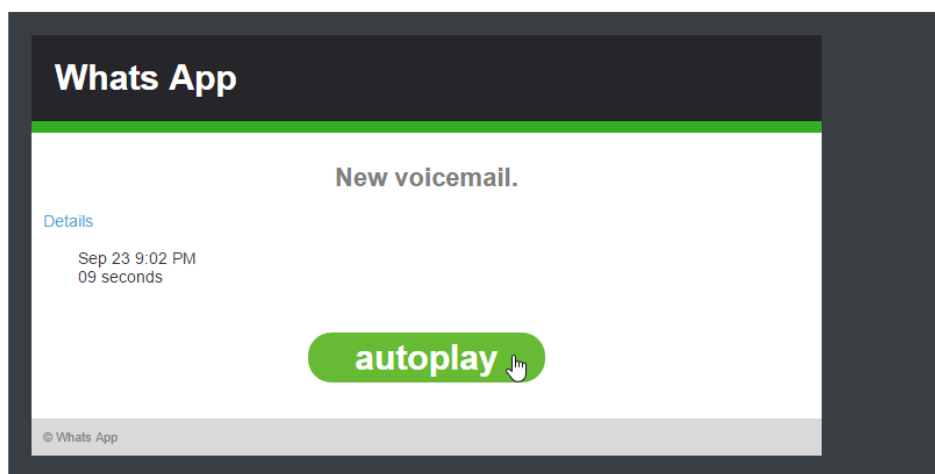 Whats App
New voicemail.
Details
Sep 23 9:02 PM
09 seconds
autoplay
© Whats App